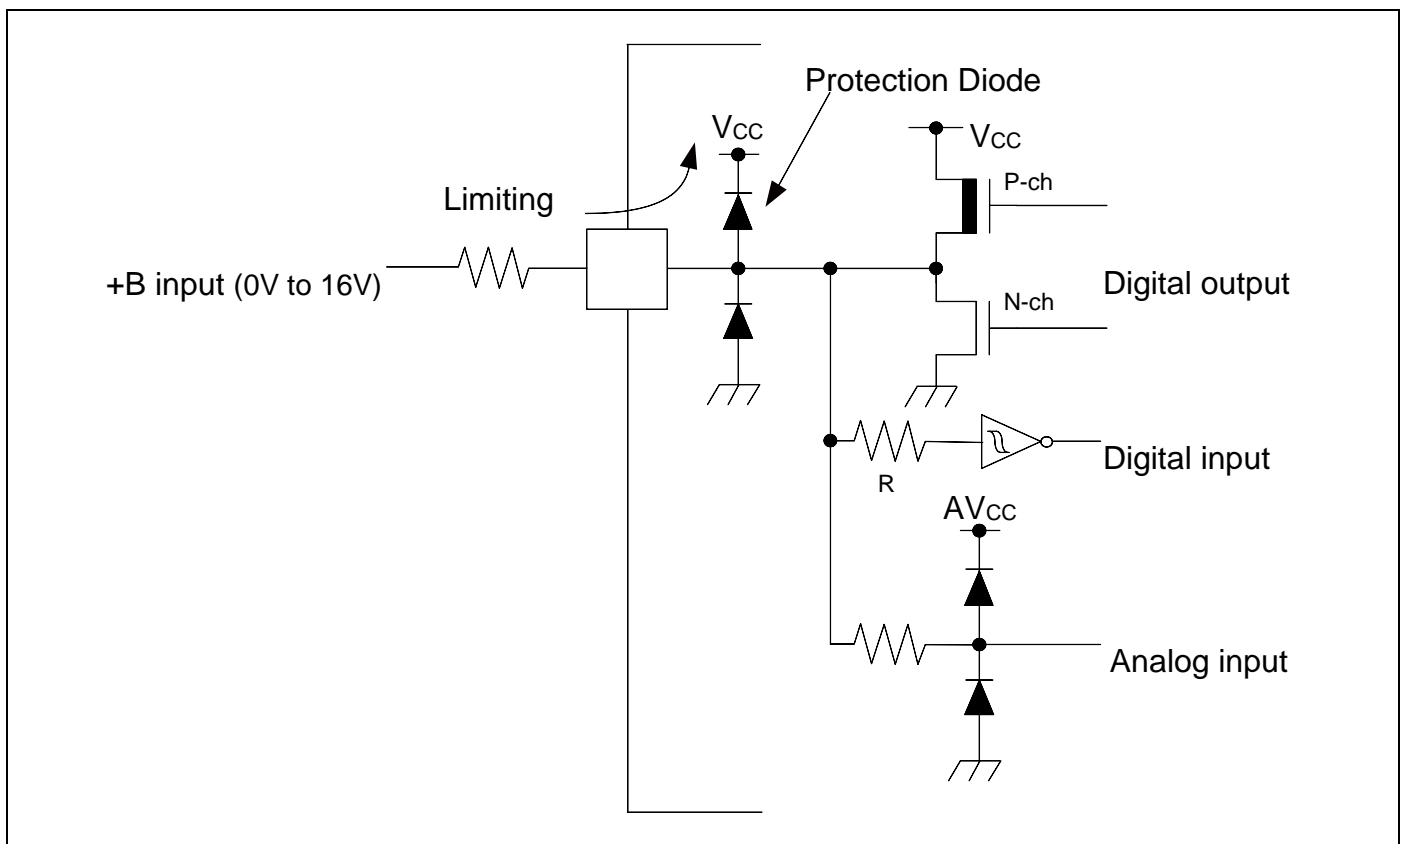 Protection Diode
VCC
VCC
P-ch
Limiting
+B input (0V to 16V)
Digital output
N-ch
Digital input
R
AVCC
Analog input